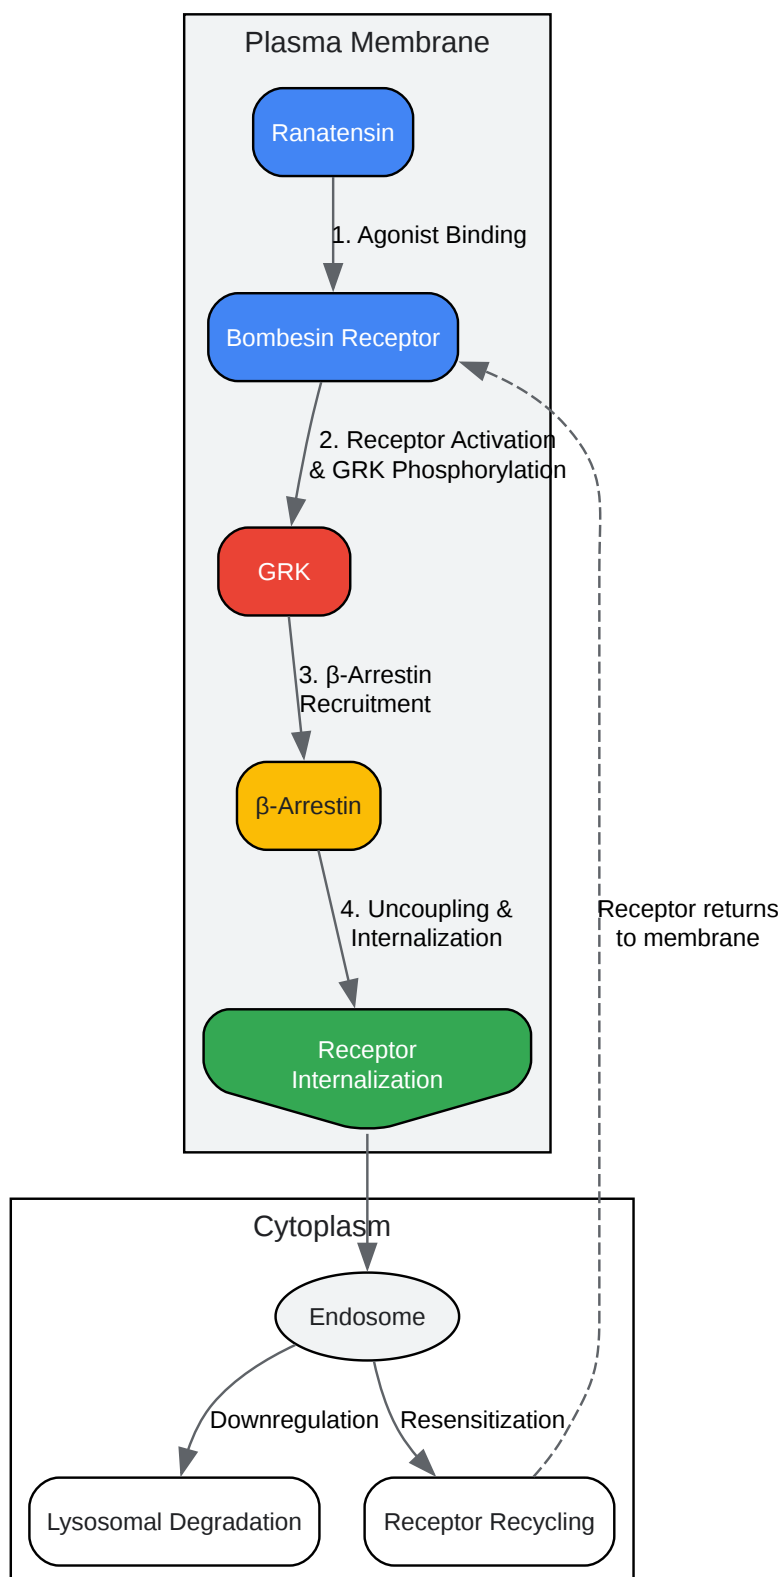 Plasma Membrane
Ranatensin
1. Agonist Binding
Bombesin Receptor
2. Receptor Activation
& GRK Phosphorylation
GRK
3. β-Arrestin
Recruitment
β-Arrestin
4. Uncoupling &
Internalization
Receptor returns
to membrane
Receptor
Internalization
Cytoplasm
Endosome
Downregulation
Resensitization
Lysosomal Degradation
Receptor Recycling